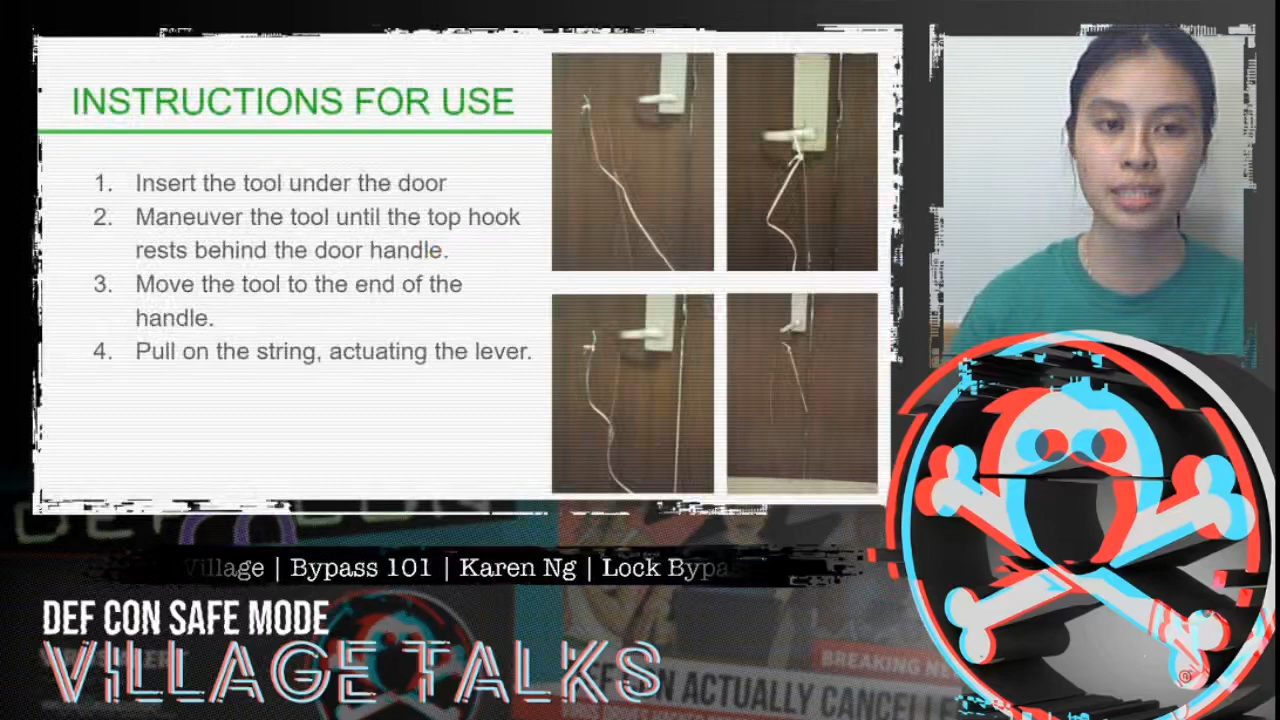 INSTRUCTIONS FOR USE
1. Insert the tool under the door
2. Maneuver the tool until the top hook
rests behind the door handle.
3. Move the tool to the end of the
handle.
4. Pull on the string, actuating the lever.
Village | Bypass 101 | Karen Ng | Lock Bypa
DEF CON SAFE MODE
VILLAGE TALKS
BREAKING NE
ACTUALLY CANCELLE